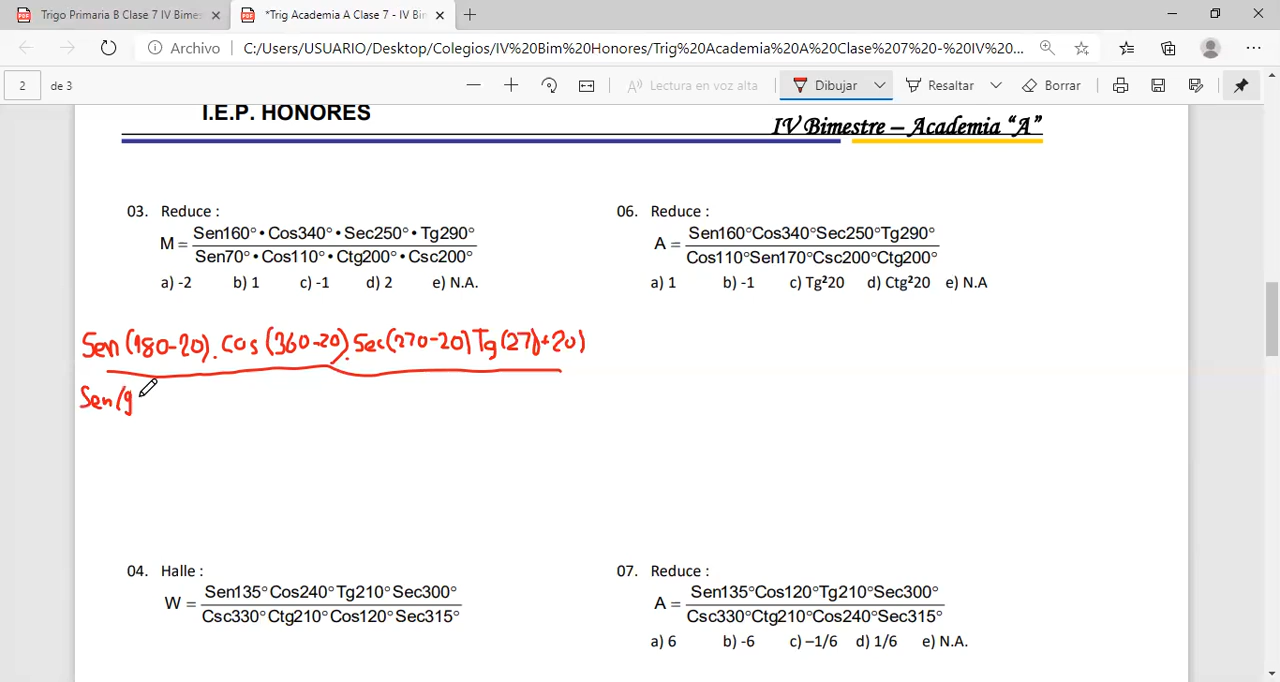 Trigo Primaria B Clase 7 IV Bimes
*Trig Academia A Clase 7 - IV Bin
Archivo
C:/Users/USUARIO/Desktop/Colegios/IV%20Bim%20Honores/Trig%20Academia%20A%20Clase%207%20-%20IV%20...
2 de 3
Lectura en voz alta
Dibujar
Resaltar
Borrar
I.E.P. HONORES
IV Bimestre – Academia “A”
03. Reduce :
M = Sen160° • Cos340° • Sec250° • Tg290°
Sen70° • Cos110° • Ctg200° • Csc200°
a) -2 b) 1 c) -1 d) 2 e) N.A.
Sen(180-20) . Cos(360-20) . Sec(270-20) Tg(27)+20)
Sen(9
04. Halle :
W = Sen135° Cos240° Tg210° Sec300°
Csc330° Ctg210° Cos120° Sec315°
06. Reduce :
A = Sen160°Cos340°Sec250°Tg290°
Cos110°Sen170°Csc200°Ctg200°
a) 1 b) -1 c) Tg²20 d) Ctg²20 e) N.A
07. Reduce :
A = Sen135°Cos120°Tg210°Sec300°
Csc330°Ctg210°Cos240°Sec315°
a) 6 b) -6 c) –1/6 d) 1/6 e) N.A.